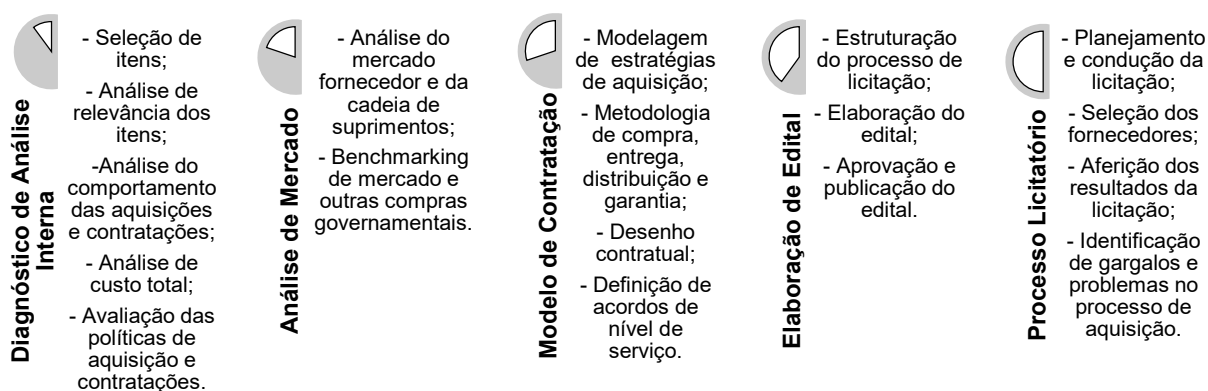 Diagnóstico de Análise
Interna
- Seleção de
itens;
- Análise de
relevância dos
itens;
-Análise do
comportamento
das aquisições
e contratações;
- Análise de
custo total;
- Avaliação das
políticas de
aquisição e
contratações.
Análise de Mercado
- Análise do
mercado
fornecedor e da
cadeia de
suprimentos;
- Benchmarking
de mercado e
outras compras
governamentais.
Modelo de Contratação
- Modelagem
de estratégias
de aquisição;
- Metodologia
de compra,
entrega,
distribuição e
garantia;
- Desenho
contratual;
- Definição de
acordos de
nível de
serviço.
Elaboração de Edital
- Estruturação
do processo de
licitação;
- Elaboração do
edital;
- Aprovação e
publicação do
edital.
Processo Licitatório
- Planejamento
e condução da
licitação;
- Seleção dos
fornecedores;
- Aferição dos
resultados da
licitação;
- Identificação
de gargalos e
problemas no
processo de
aquisição.